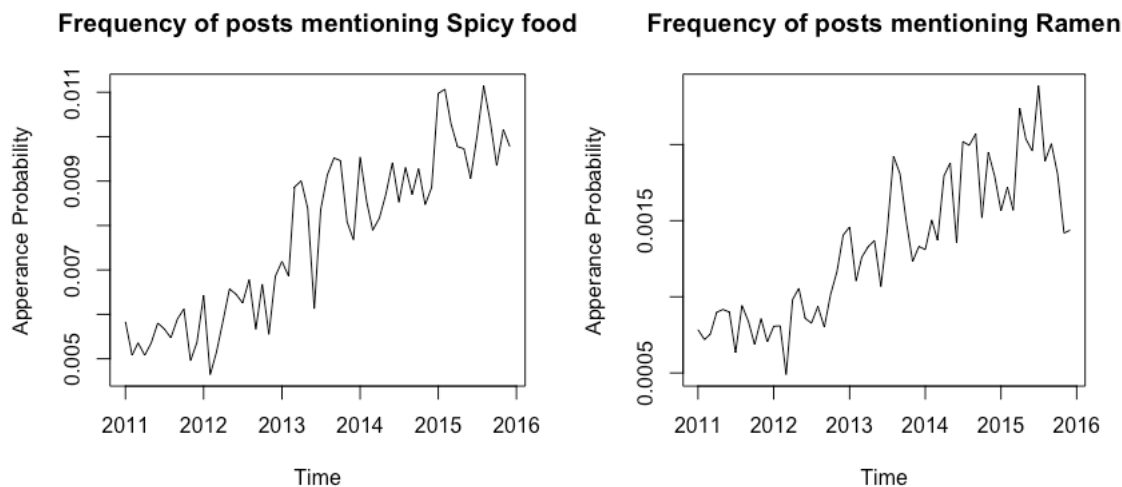 Frequency of posts mentioning Spicy food
Apperance Probability
0.011
0.009
0.007
0.005
2011 2012 2013 2014 2015 2016
Time
Frequency of posts mentioning Ramen
Apperance Probability
0.0015
0.0005
2011 2012 2013 2014 2015 2016
Time